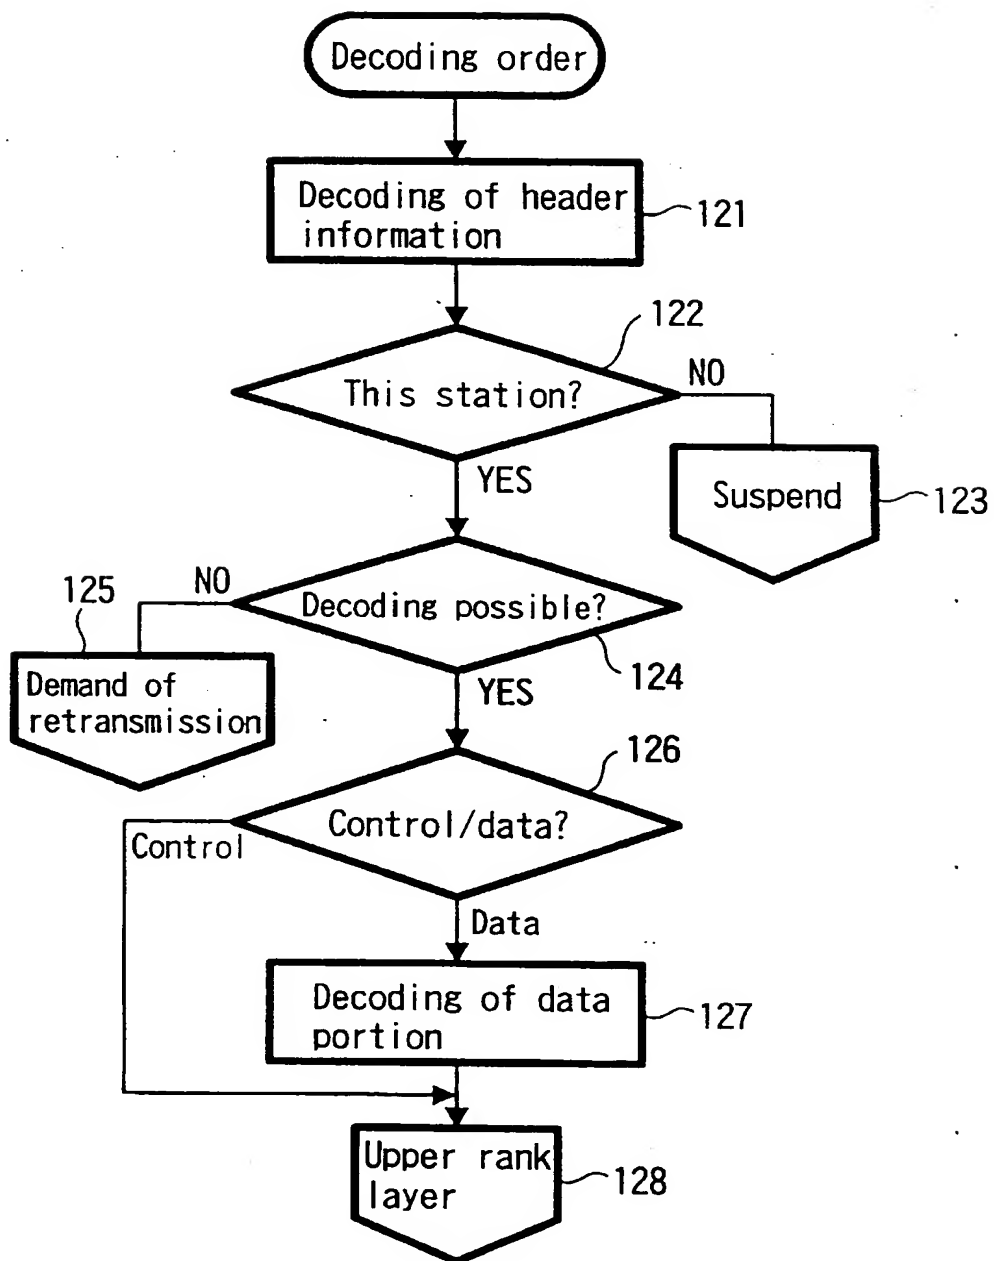 Decoding order
Decoding of header
information
121
122
This station?
NO
YES
Suspend
123
125
NO
Decoding possible?
124
Demand of
retransmission
YES
126
Control/data?
Control
Data
Decoding of data
portion
127
Upper rank
layer
128